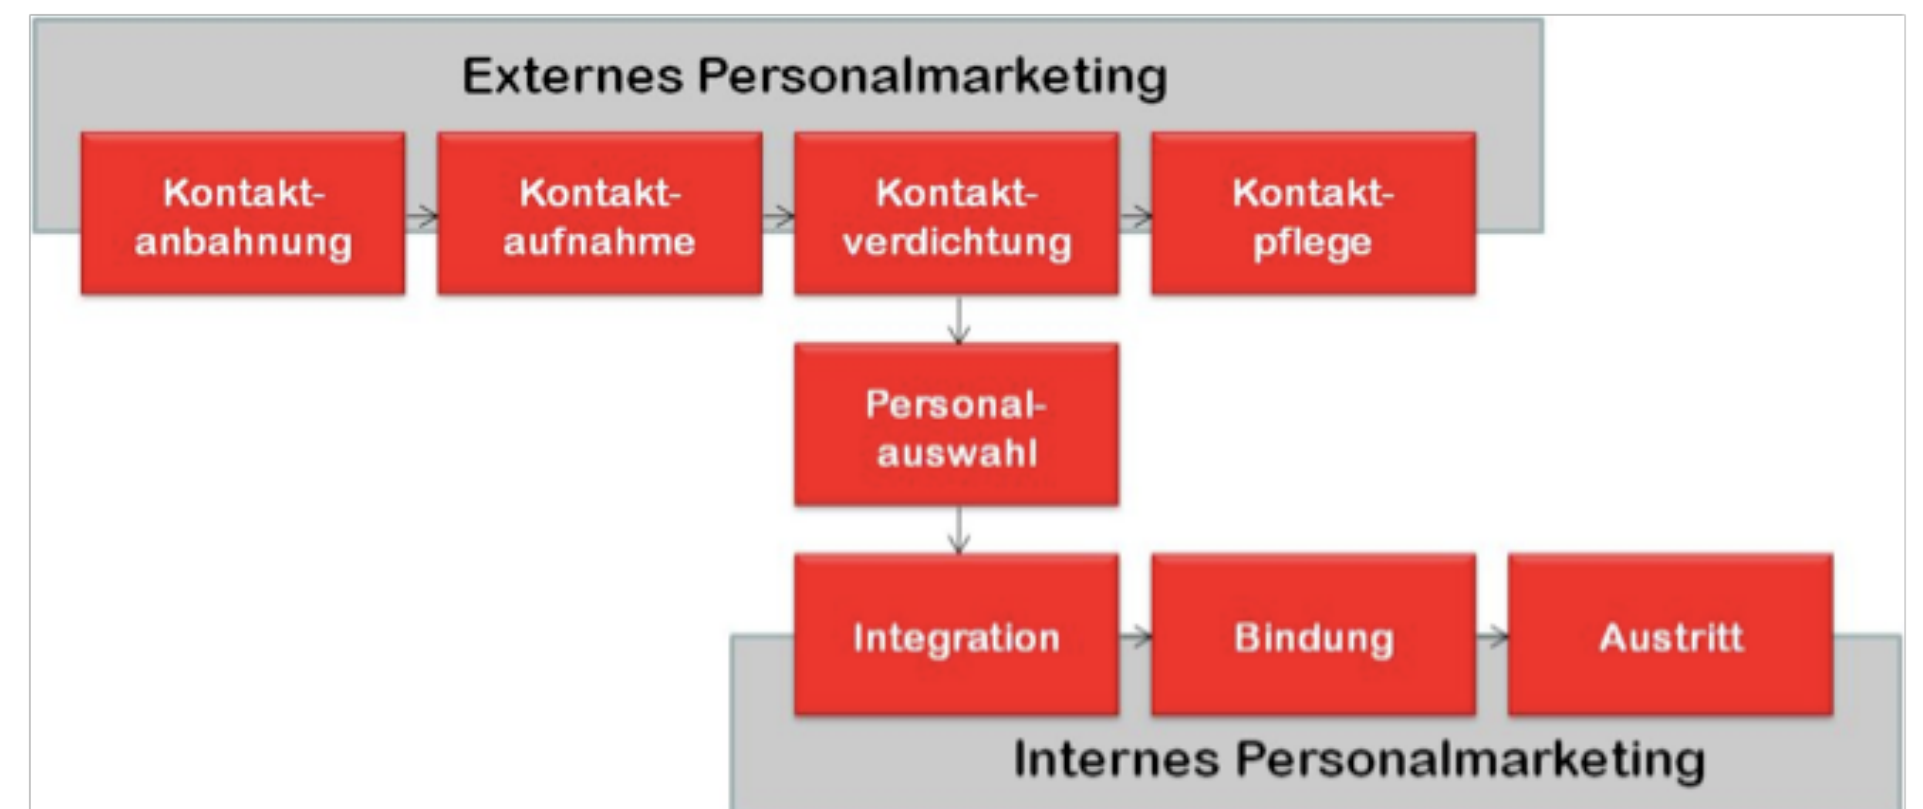 Externes Personalmarketing
Kontakt-
anbahnung
Kontakt-
aufnahme
Kontakt-
verdichtung
Kontakt-
pflege
Personal-
auswahl
Integration
Bindung
Austritt
Internes Personalmarketing